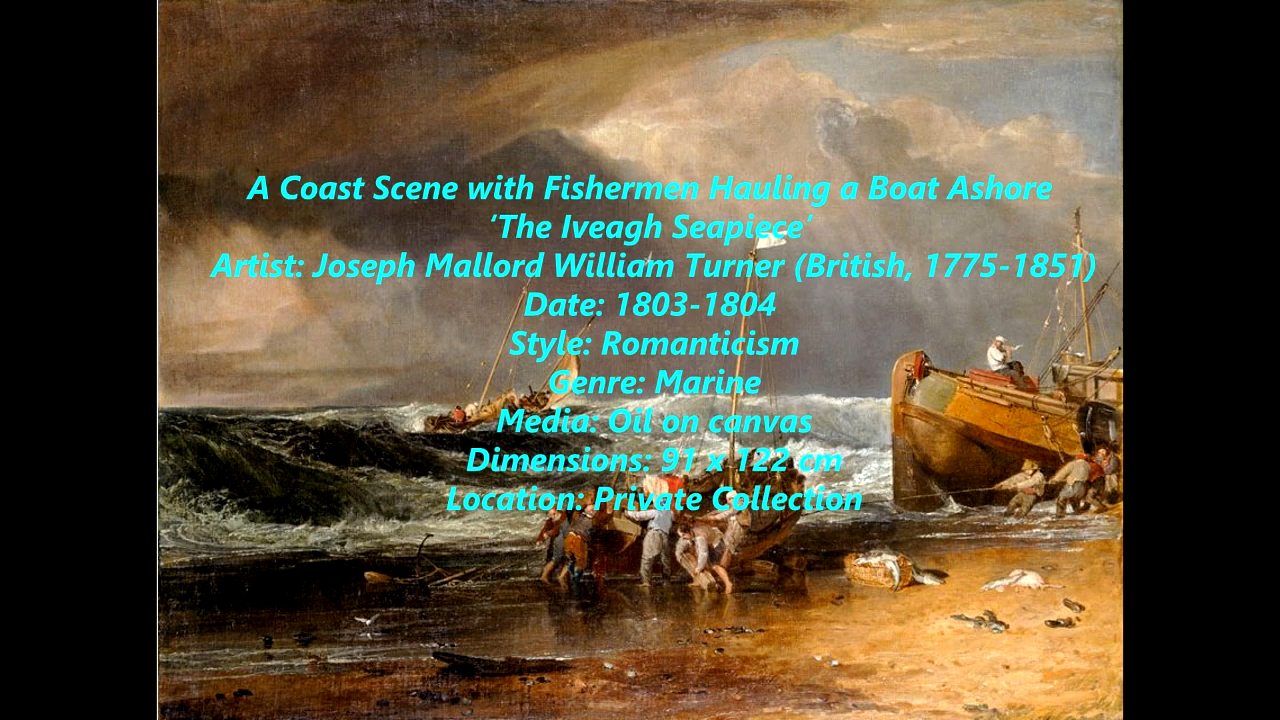 A Coast Scene with Fishermen Hauling a Boat Ashore
‘The Iveagh Seapiece’
Artist: Joseph Mallord William Turner (British, 1775-1851)
Date: 1803-1804
Style: Romanticism
Genre: Marine
Media: Oil on canvas
Dimensions: 91 x 122 cm
Location: Private Collection